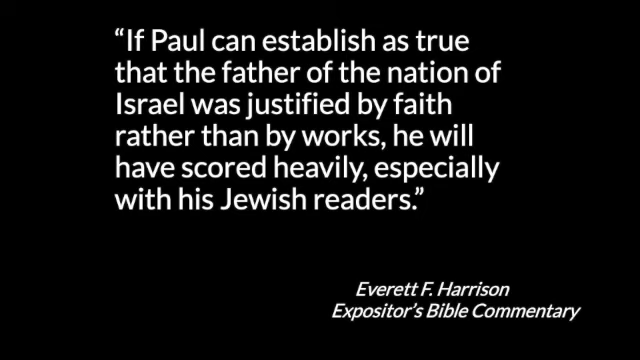 “If Paul can establish as true
that the father of the nation of
Israel was justified by faith
rather than by works, he will
have scored heavily, especially
with his Jewish readers.”
Everett F. Harrison
Expositor’s Bible Commentary